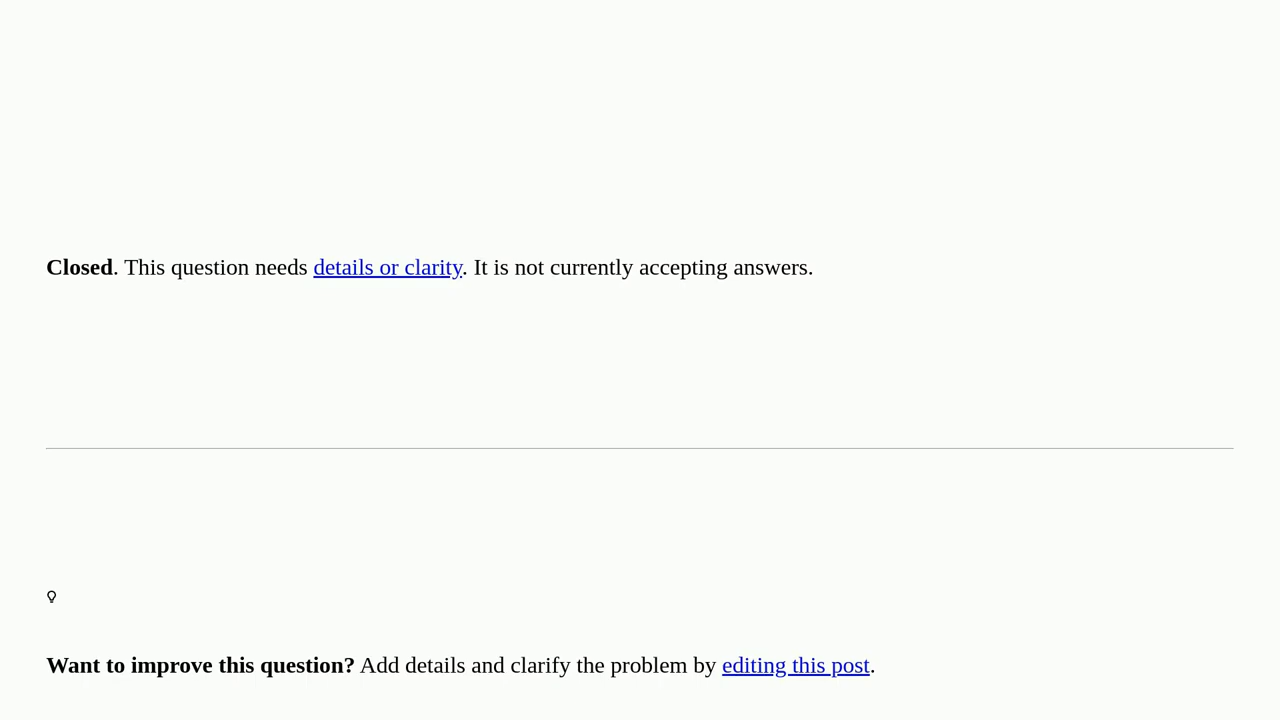 Closed. This question needs details or clarity. It is not currently accepting answers.
Want to improve this question? Add details and clarify the problem by editing this post.